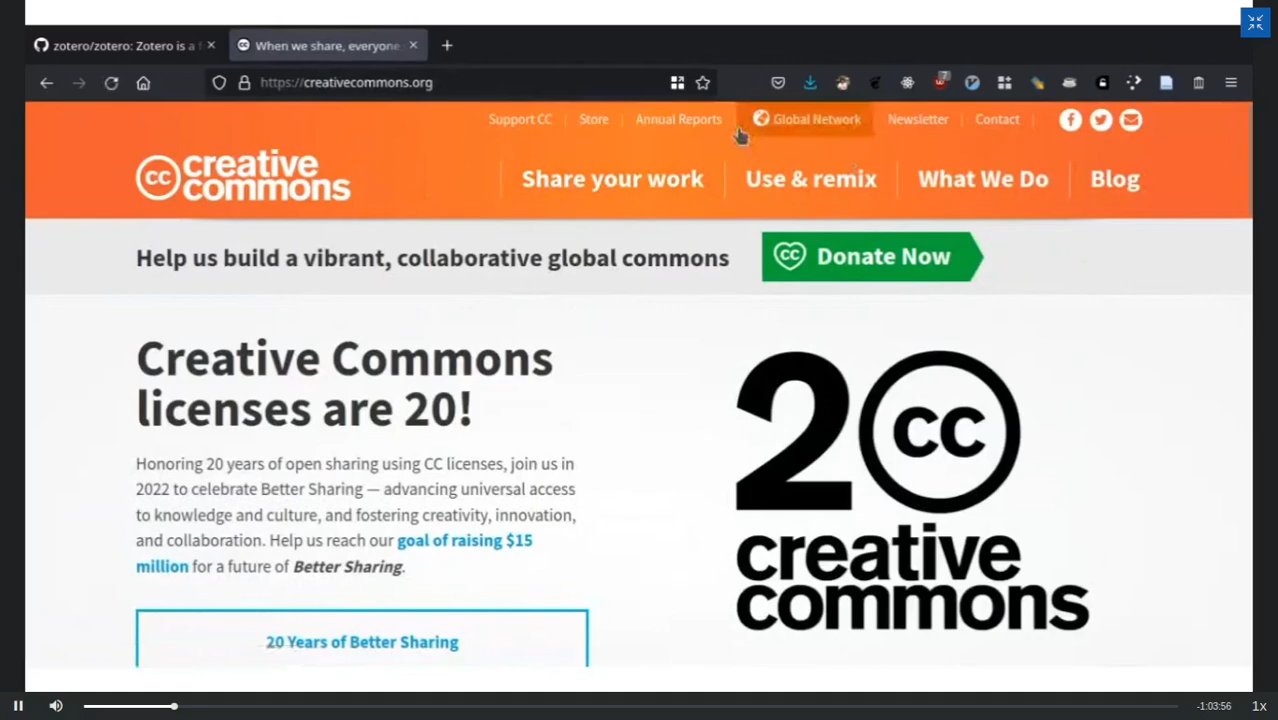 zotero/zotero: Zotero is a f
When we share, everyone
https://creativecommons.org
7
Support CC
Store
Annual Reports
Global Network
Newsletter
Contact
cc creative commons
Share your work
Use & remix
What We Do
Blog
Help us build a vibrant, collaborative global commons
cc Donate Now
Creative Commons
licenses are 20!
Honoring 20 years of open sharing using CC licenses, join us in
2022 to celebrate Better Sharing — advancing universal access
to knowledge and culture, and fostering creativity, innovation,
and collaboration. Help us reach our goal of raising $15
million for a future of Better Sharing.
20 Years of Better Sharing
20 cc
creative
commons
-1:03:56
1x